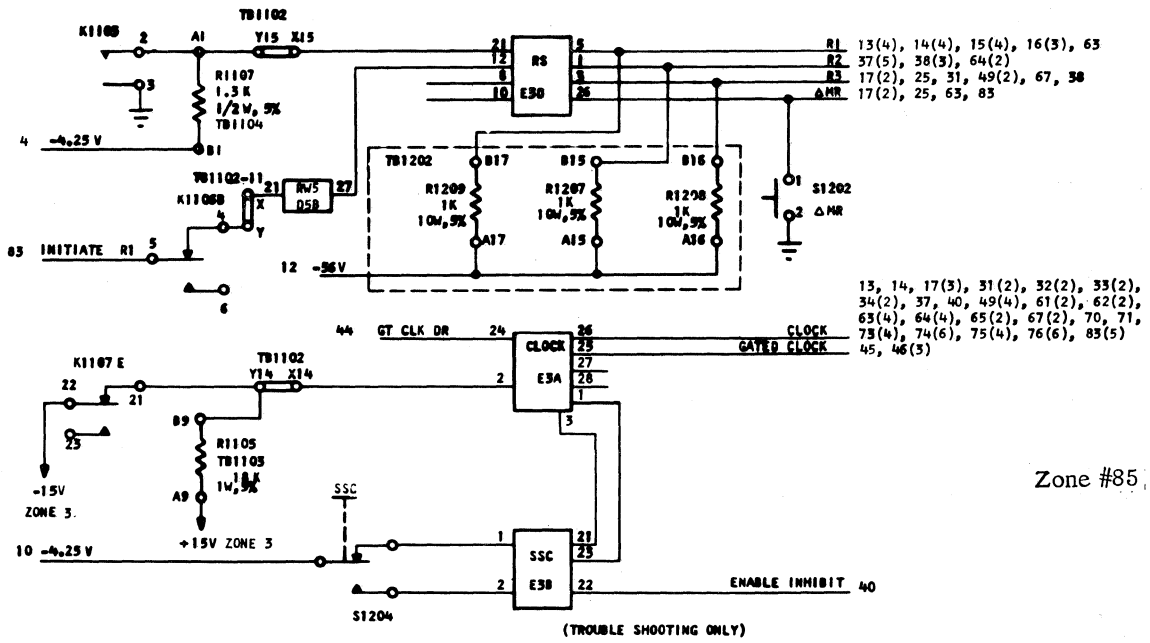 K1105 2 A1 TB1102 Y15 X15
3
R1107
1.3 K
1/2 W, 5%
TB1104
4 -4.25 V B1
21 5 R1 13(4), 14(4), 15(4), 16(3), 63
12 RS 1 R2 37(5), 38(3), 64(2)
9 R3 17(2), 25, 31, 49(2), 67, 38
10 E3D 26 △MR 17(2), 25, 63, 83
TB1202 B17 B15 B16
R1209
1K
10W,5%
A17
R1207
1K
10W,5%
A15
R1208
1K
10W,5%
A16
1
S1202
2 △MR
TB1102-11
21 RW5 27
D5B
K1106B
4 X
Y
83 INITIATE R1 5
6
12 -56V
13, 14, 17(3), 31(2), 32(2), 33(2),
34(2), 37, 40, 49(4), 61(2), 62(2),
63(4), 64(4), 65(2), 67(2), 70, 71,
73(4), 74(6), 75(4), 76(6), 83(5)
44 GT CLK DR 24 CLOCK 26 CLOCK
25 GATED CLOCK 45, 46(3)
27
E3A 28
2 1
3
K1107 E
22 21
23
TB1102
Y14 X14
B9
R1105
TB1103
18K
1W,5%
A9
-15V
ZONE 3.
+15V ZONE 3
Zone #85
SSC
10 -4.25 V
1 SSC 21
23
2 E3B 22 ENABLE INHIBIT 40
S1204
(TROUBLE SHOOTING ONLY)